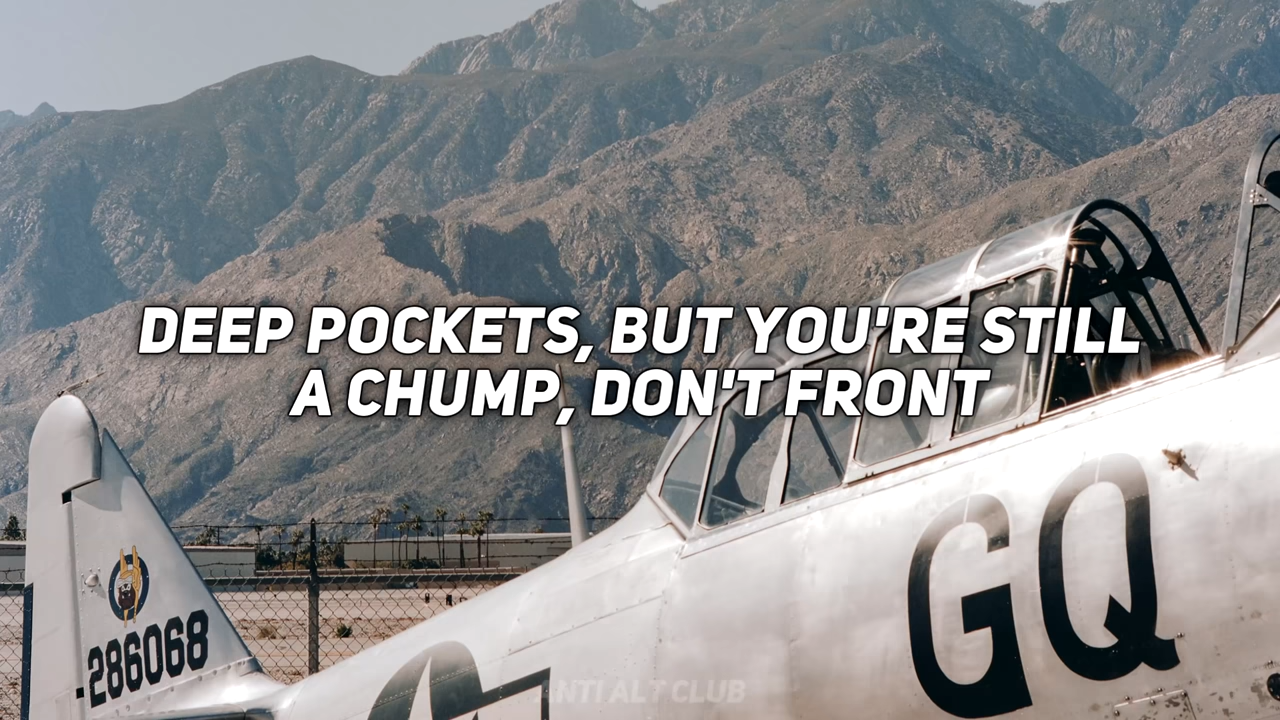 DEEP POCKETS, BUT YOU'RE STILL
A CHUMP, DON'T FRONT
GQ
-286068
ANTI ALT CLUB